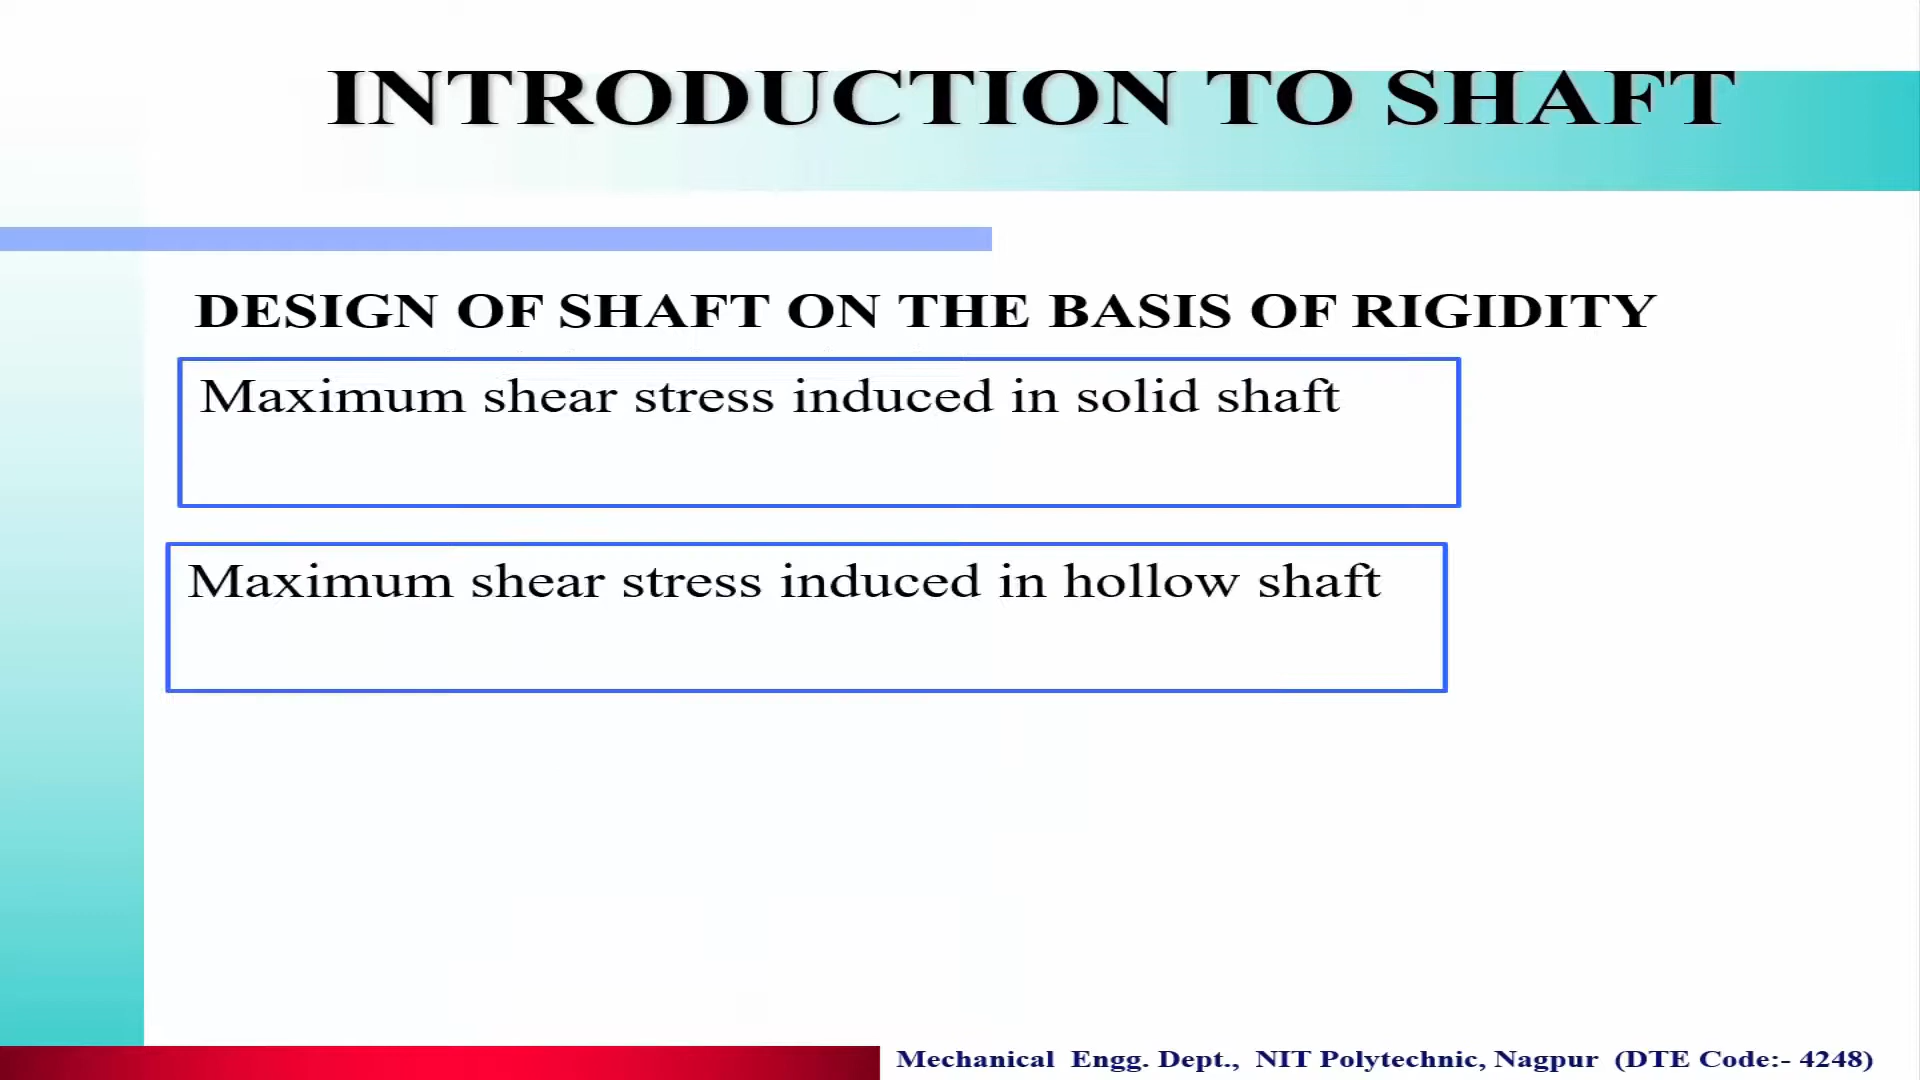 INTRODUCTION TO SHAFT
DESIGN OF SHAFT ON THE BASIS OF RIGIDITY
Maximum shear stress induced in solid shaft
Maximum shear stress induced in hollow shaft
Mechanical Engg. Dept., NIT Polytechnic, Nagpur (DTE Code:- 4248)